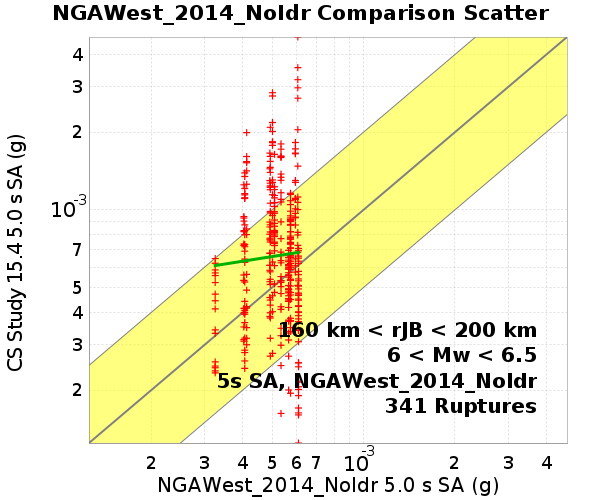 NGAWest_2014_NoIdr Comparison Scatter
CS Study 15.4 5.0 s SA (g)
4
3
2
10-3
7
5
4
3
2
160 km < rJB < 200 km
6 < Mw < 6.5
5s SA, NGAWest_2014_NoIdr
341 Ruptures
2 3 4 5 6 7 10-3 2 3 4
NGAWest_2014_NoIdr 5.0 s SA (g)